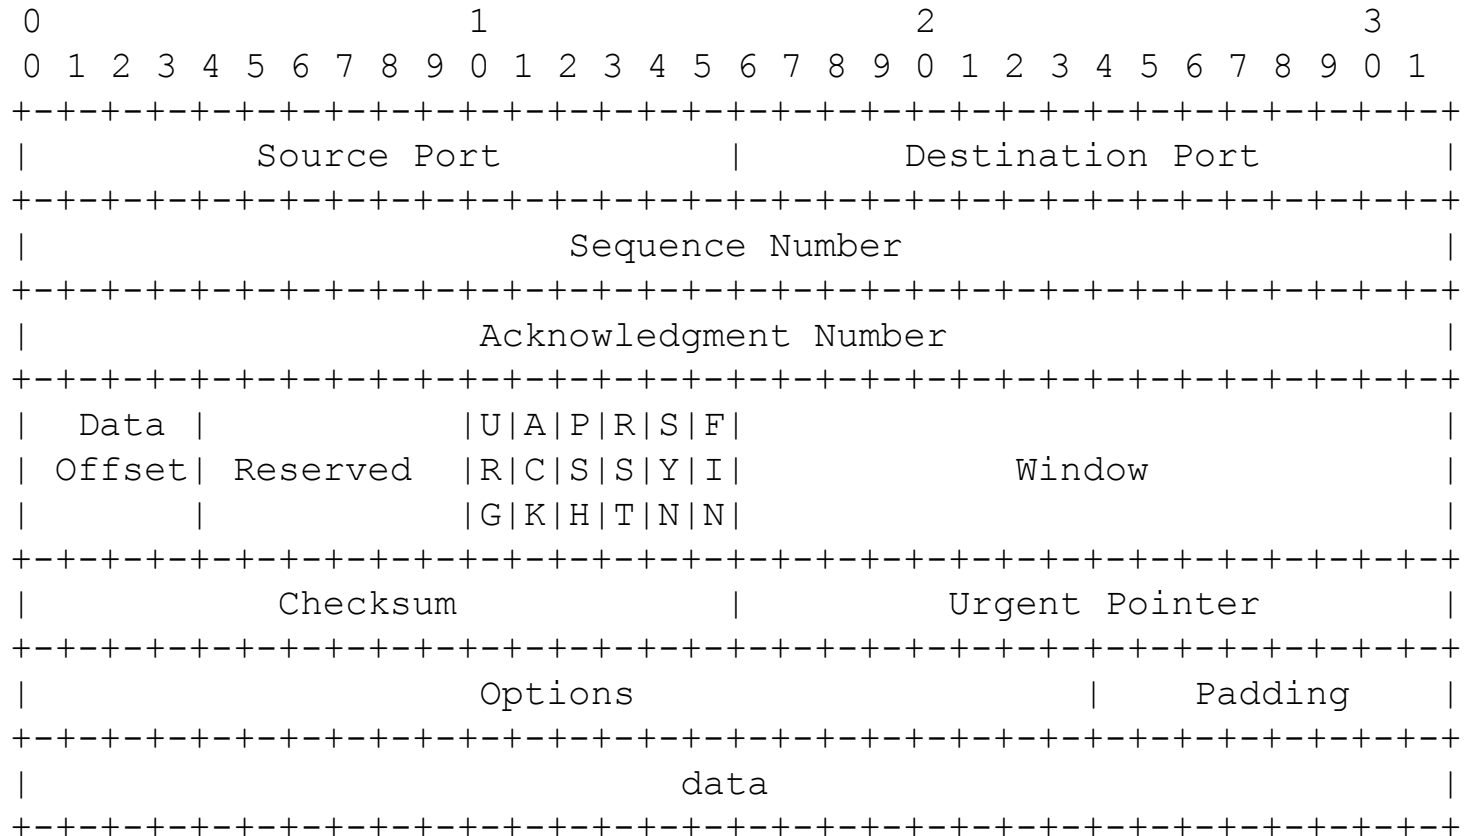 0                   1                   2                   3
 0 1 2 3 4 5 6 7 8 9 0 1 2 3 4 5 6 7 8 9 0 1 2 3 4 5 6 7 8 9 0 1
+-+-+-+-+-+-+-+-+-+-+-+-+-+-+-+-+-+-+-+-+-+-+-+-+-+-+-+-+-+-+-+-+
|          Source Port          |       Destination Port        |
+-+-+-+-+-+-+-+-+-+-+-+-+-+-+-+-+-+-+-+-+-+-+-+-+-+-+-+-+-+-+-+-+
|                        Sequence Number                        |
+-+-+-+-+-+-+-+-+-+-+-+-+-+-+-+-+-+-+-+-+-+-+-+-+-+-+-+-+-+-+-+-+
|                    Acknowledgment Number                      |
+-+-+-+-+-+-+-+-+-+-+-+-+-+-+-+-+-+-+-+-+-+-+-+-+-+-+-+-+-+-+-+-+
|  Data |           |U|A|P|R|S|F|                               |
| Offset| Reserved  |R|C|S|S|Y|I|            Window             |
|       |           |G|K|H|T|N|N|                               |
+-+-+-+-+-+-+-+-+-+-+-+-+-+-+-+-+-+-+-+-+-+-+-+-+-+-+-+-+-+-+-+-+
|           Checksum            |         Urgent Pointer        |
+-+-+-+-+-+-+-+-+-+-+-+-+-+-+-+-+-+-+-+-+-+-+-+-+-+-+-+-+-+-+-+-+
|                    Options                    |    Padding    |
+-+-+-+-+-+-+-+-+-+-+-+-+-+-+-+-+-+-+-+-+-+-+-+-+-+-+-+-+-+-+-+-+
|                             data                              |
+-+-+-+-+-+-+-+-+-+-+-+-+-+-+-+-+-+-+-+-+-+-+-+-+-+-+-+-+-+-+-+-+